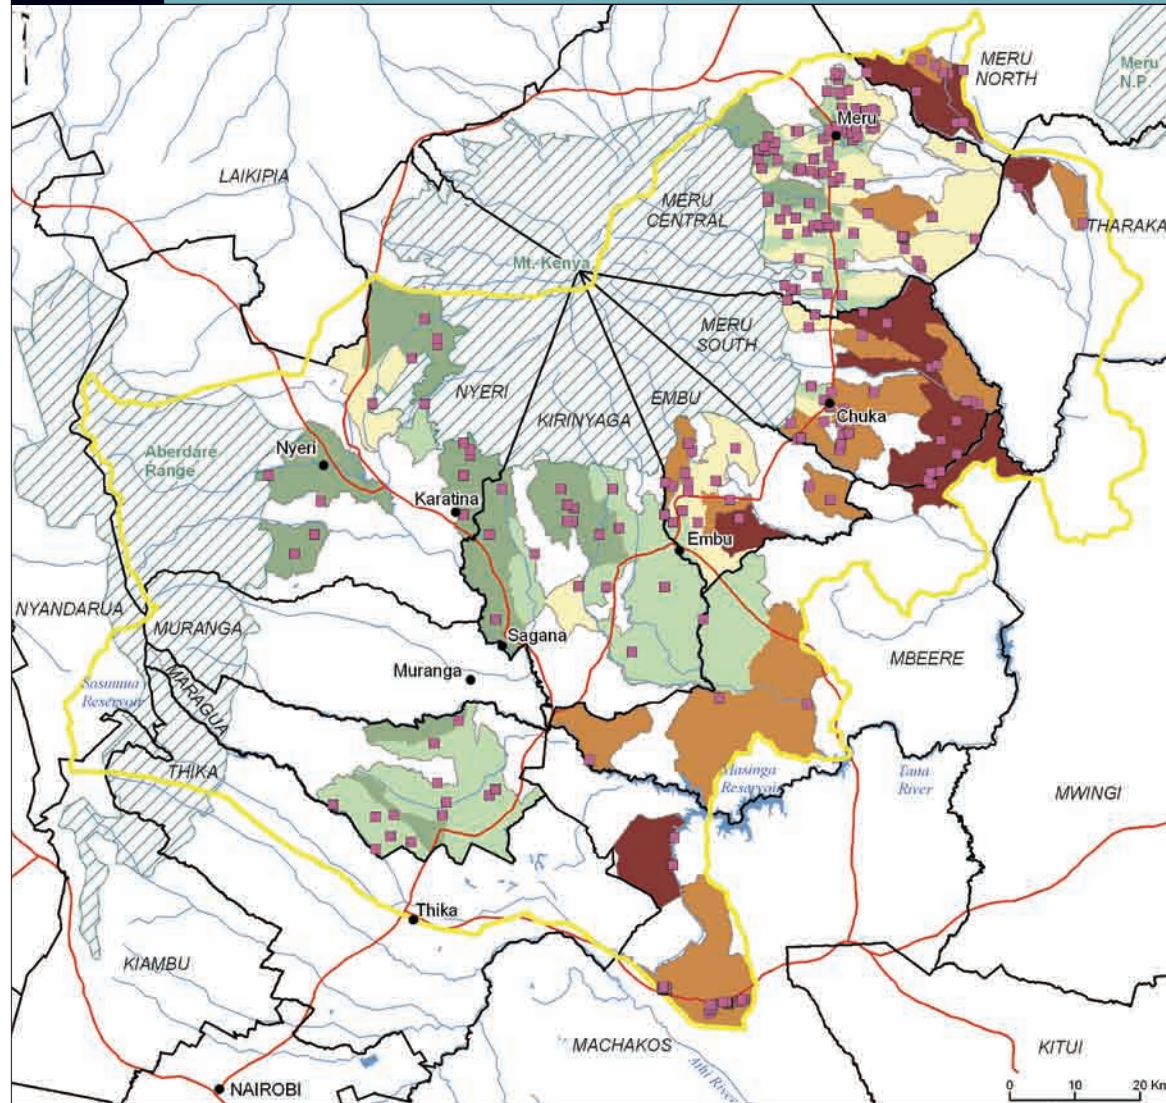 MERU
NORTH
Meru
N.P.
Meru
LAIKIPIA
MERU
CENTRAL
THARAKA
Mt. Kenya
MERU
SOUTH
NYERI
EMBU
KIRINYAGA
Chuka
Aberdare
Range
Nyeri
Karatina
Embu
NYANDARUA
MURANGA
Sagana
MBEERE
Muranga
Sasumua
Reservoir
MARAGUA
THIKA
Masinga
Reservoir
Tana
River
MWINGI
Thika
KIAMBU
MACHAKOS
KITUI
Athi River
NAIROBI
0 10 20 Km